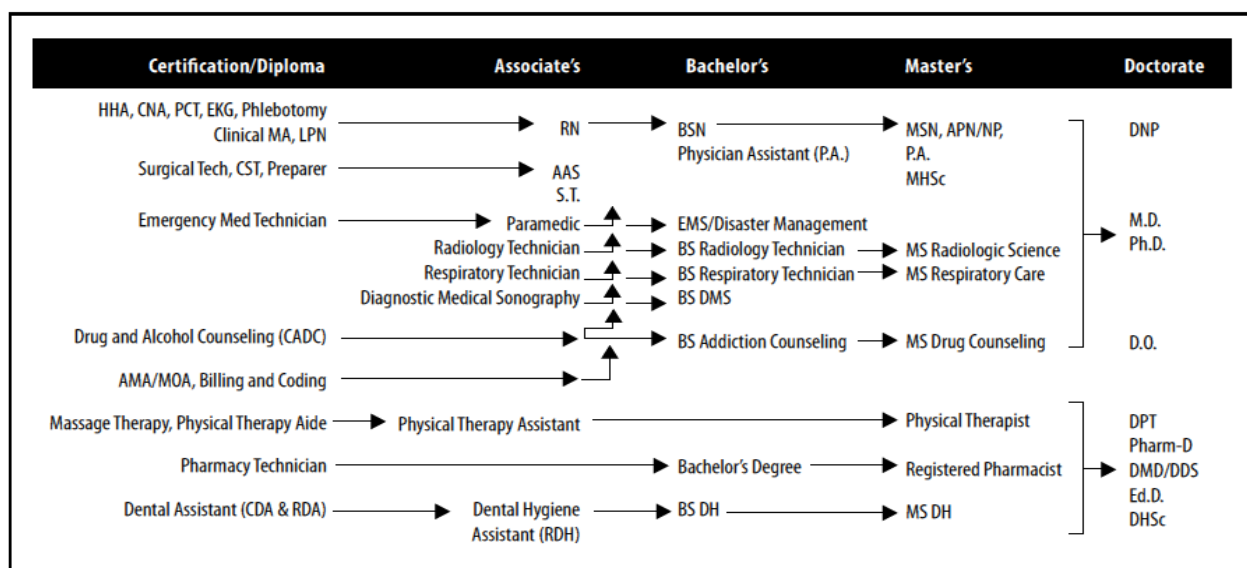 Certification/Diploma Associate's Bachelor's Master's Doctorate
HHA, CNA, PCT, EKG, Phlebotomy
Clinical MA, LPN
RN
BSN
Physician Assistant (P.A.)
MSN, APN/NP,
P.A.
MHSc
DNP
Surgical Tech, CST, Preparer
AAS
S.T.
Emergency Med Technician
Paramedic
EMS/Disaster Management
M.D.
Ph.D.
Radiology Technician
BS Radiology Technician
MS Radiologic Science
Respiratory Technician
BS Respiratory Technician
MS Respiratory Care
Diagnostic Medical Sonography
BS DMS
Drug and Alcohol Counseling (CADC)
BS Addiction Counseling
MS Drug Counseling
D.O.
AMA/MOA, Billing and Coding
Massage Therapy, Physical Therapy Aide
Physical Therapy Assistant
Physical Therapist
DPT
Pharm-D
DMD/DDS
Ed.D.
DHSc
Pharmacy Technician
Bachelor's Degree
Registered Pharmacist
Dental Assistant (CDA & RDA)
Dental Hygiene
Assistant (RDH)
BS DH
MS DH